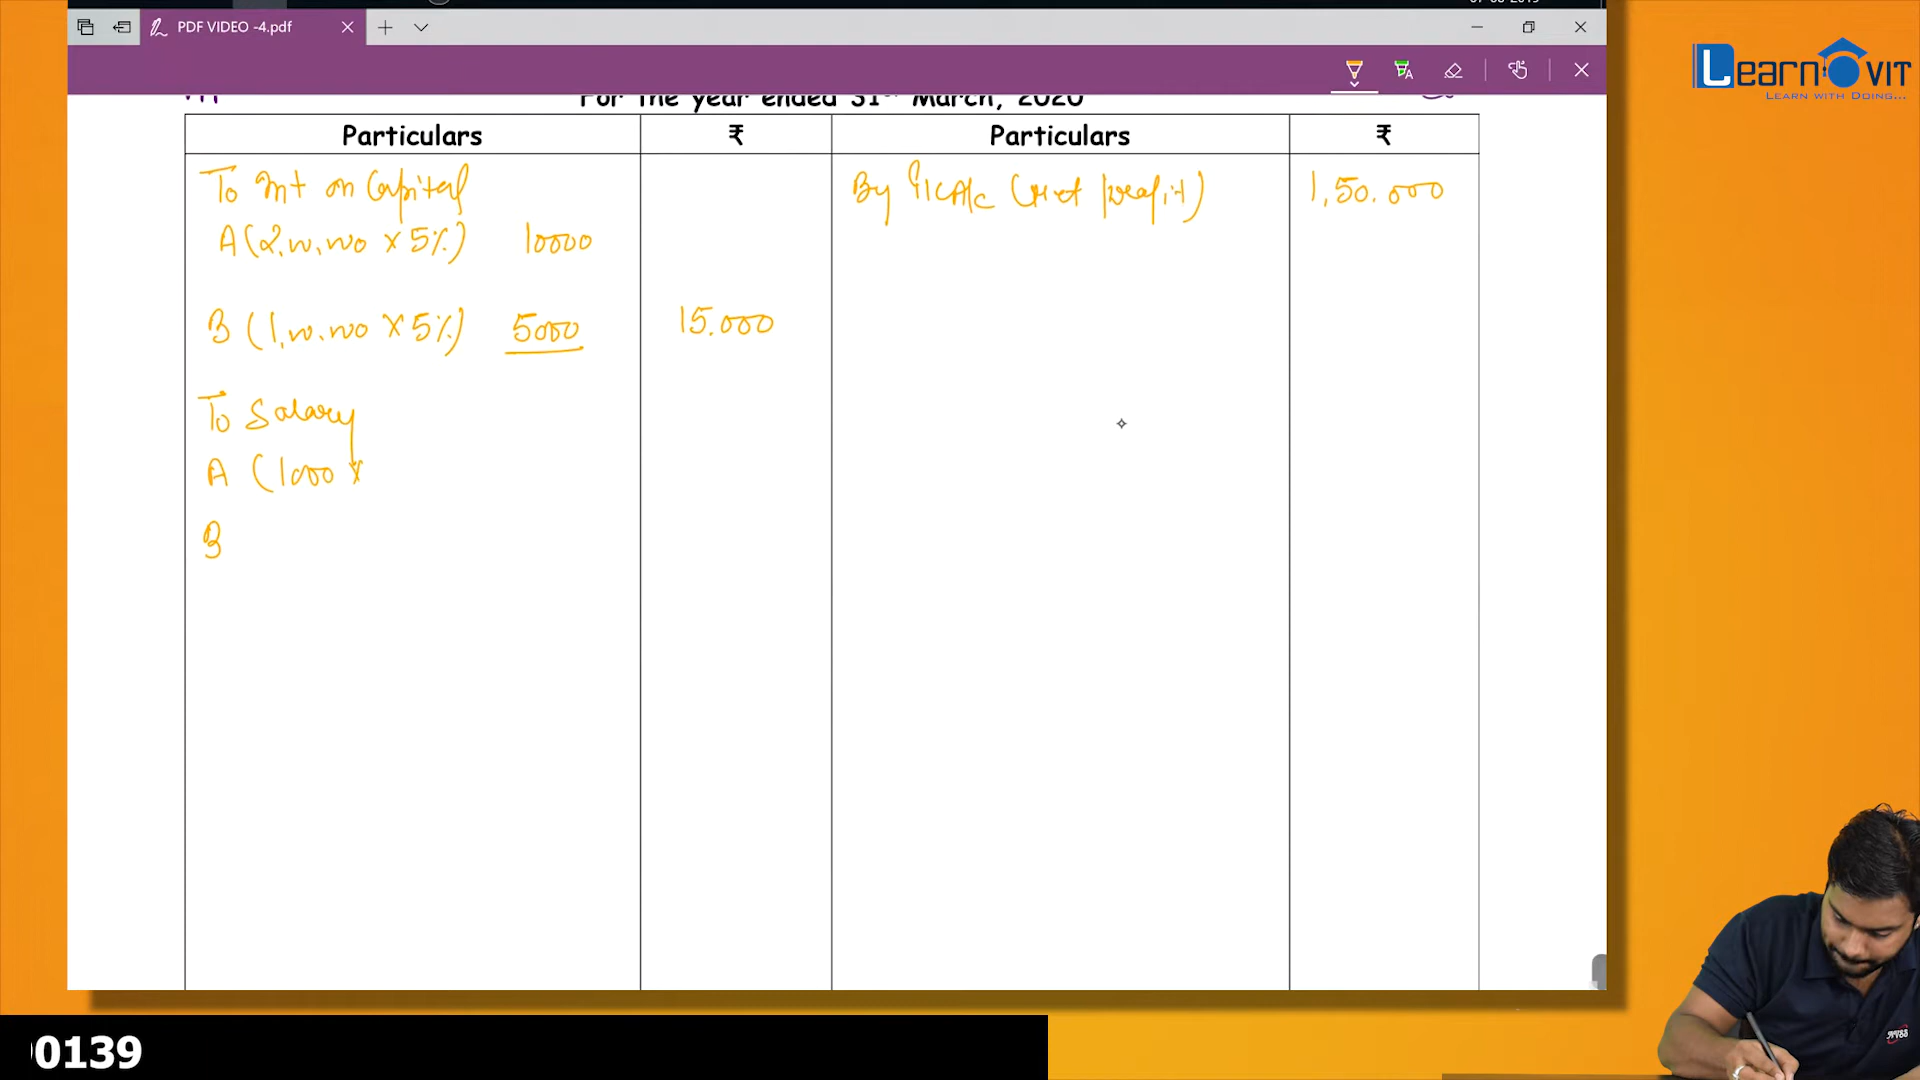 PDF VIDEO -4.pdf
LearnOVIT
LEARN WITH DOING...
For the year ended 31st March, 2020
Particulars ₹ Particulars ₹
To Int on Capital By P/L A/c (Net profit) 1,50,000
A (2,00,000 x 5%) 10000
B (1,00,000 x 5%) 5000 15,000
To Salary
A (1000 x
B
0139